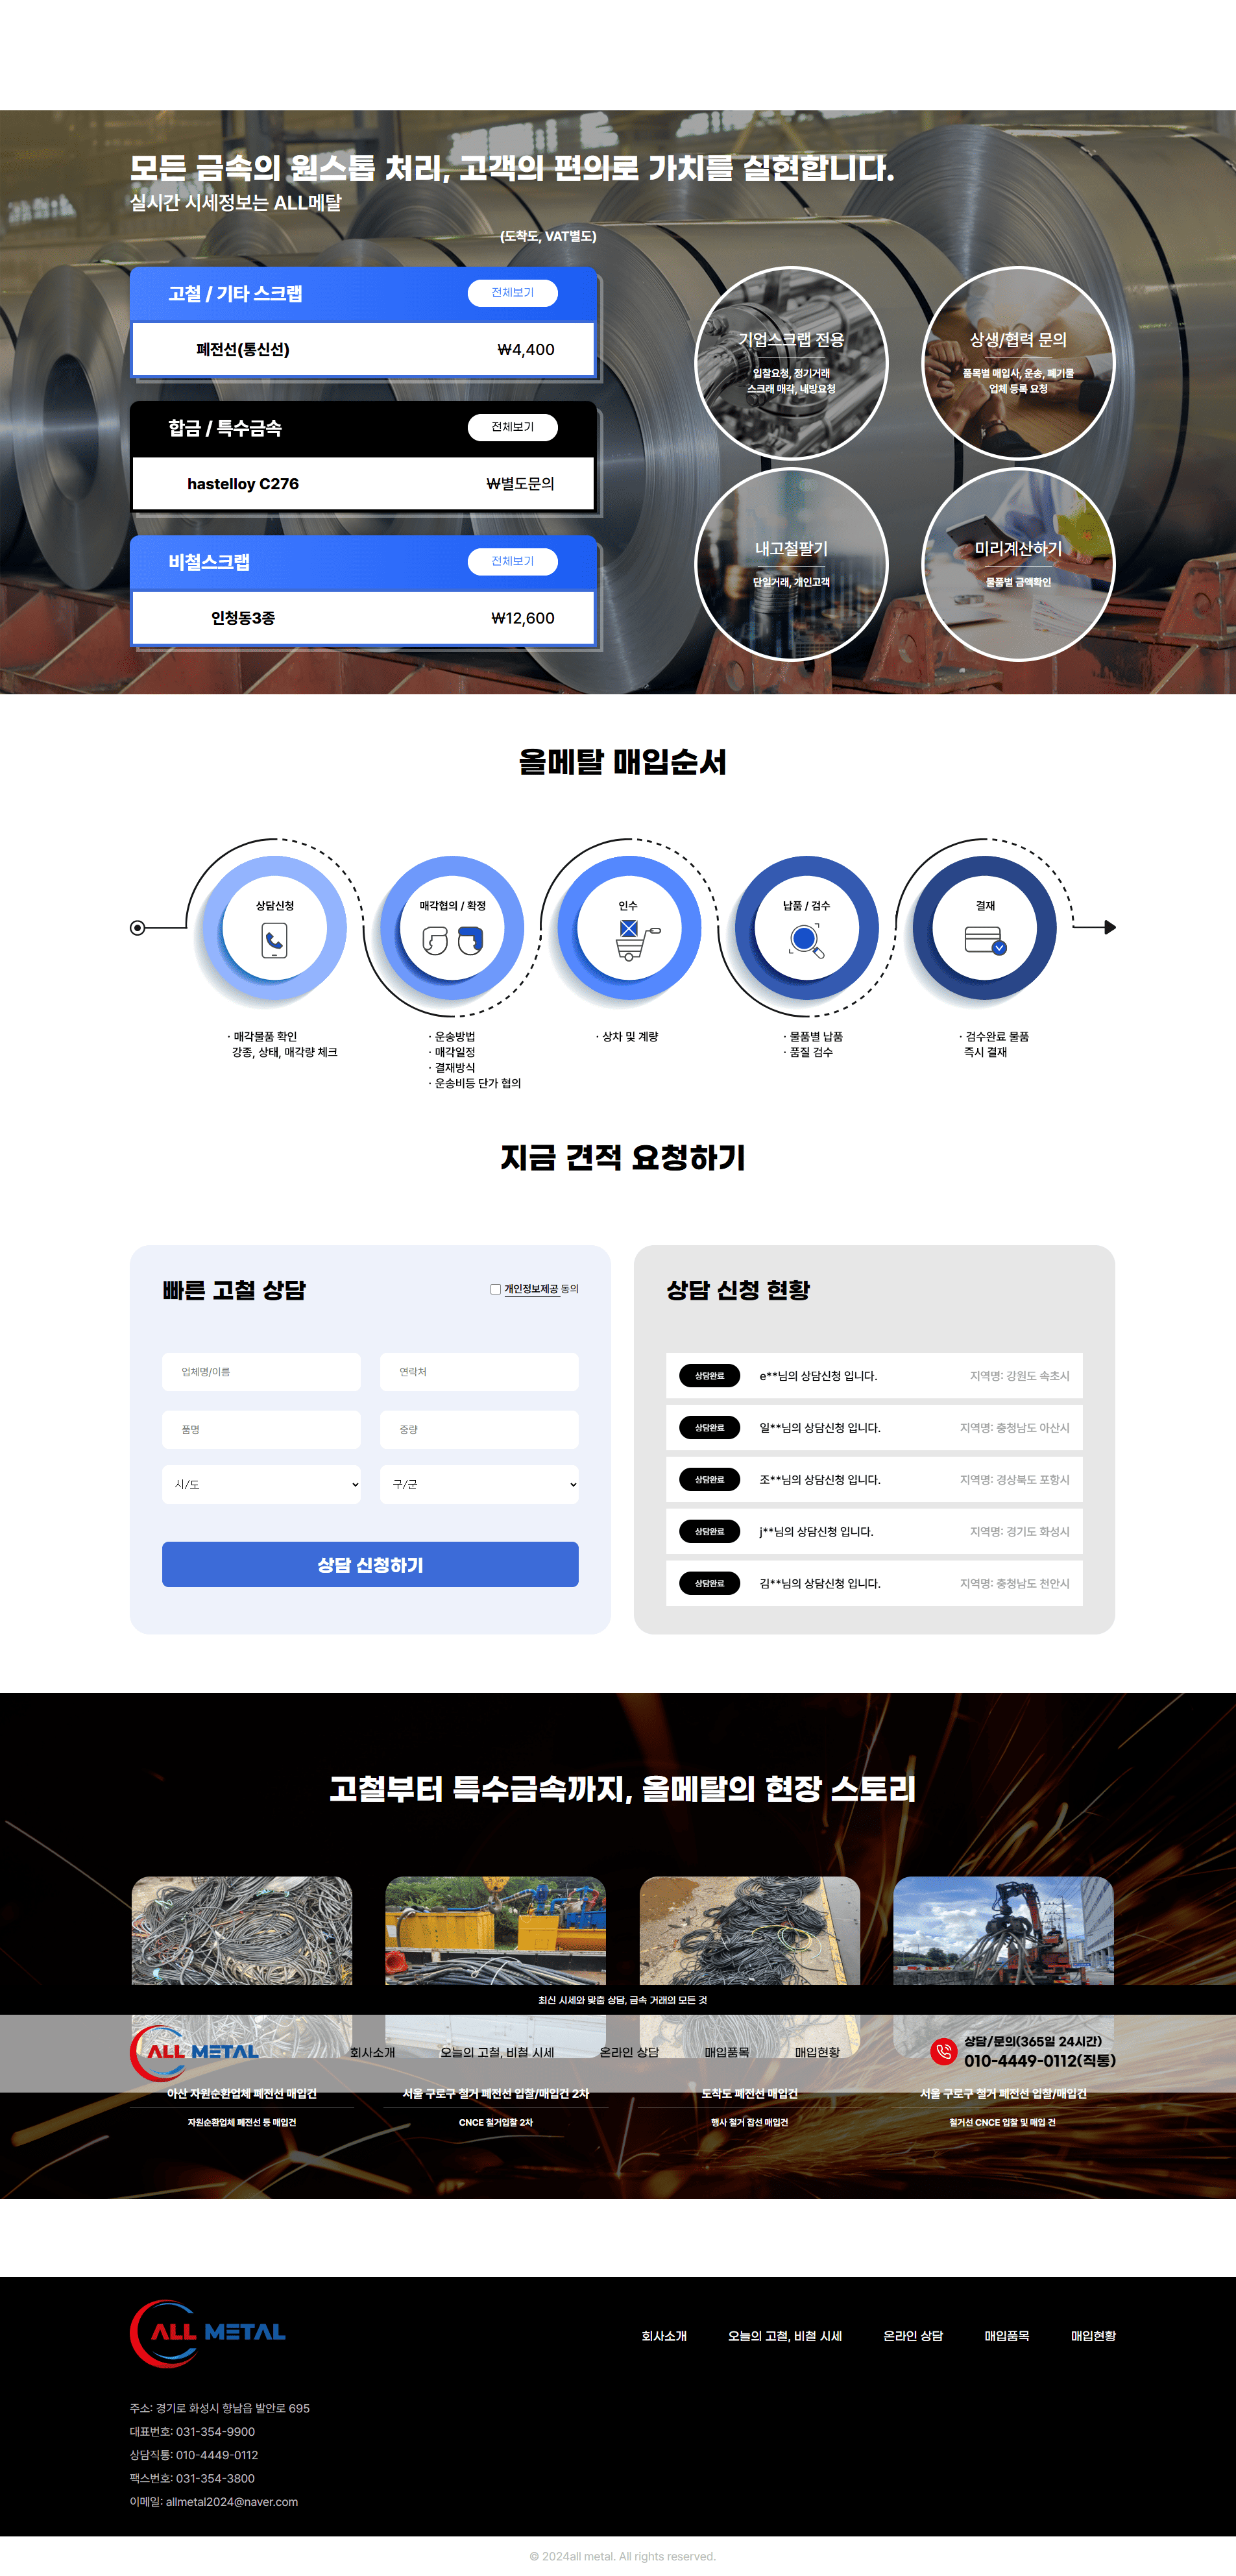 모든 금속의 원스톱 처리, 고객의 편의로 가치를 실현합니다.
실시간 시세정보는 ALL메탈
(도착도, VAT별도)
고철 / 기타 스크랩
전체보기
폐전선(통신선)
₩4,400
합금 / 특수금속
전체보기
hastelloy C276
₩별도문의
비철스크랩
전체보기
인청동3종
₩12,600
기업스크랩 전용
입찰요청, 정기거래
스크래 매각, 내방요청
상생/협력 문의
품목별 매입사, 운송, 폐기물
업체 등록 요청
내고철팔기
단일거래, 개인고객
미리계산하기
물품별 금액확인
올메탈 매입순서
상담신청
매각협의 / 확정
인수
납품 / 검수
결재
· 매각물품 확인
강종, 상태, 매각량 체크
· 운송방법
· 매각일정
· 결재방식
· 운송비등 단가 협의
· 상차 및 계량
· 물품별 납품
· 품질 검수
· 검수완료 물품
즉시 결재
지금 견적 요청하기
빠른 고철 상담
개인정보제공 동의
업체명/이름
연락처
품명
중량
시/도
구/군
상담 신청하기
상담 신청 현황
상담완료 e**님의 상담신청 입니다. 지역명: 강원도 속초시
상담완료 일**님의 상담신청 입니다. 지역명: 충청남도 아산시
상담완료 조**님의 상담신청 입니다. 지역명: 경상북도 포항시
상담완료 j**님의 상담신청 입니다. 지역명: 경기도 화성시
상담완료 김**님의 상담신청 입니다. 지역명: 충청남도 천안시
고철부터 특수금속까지, 올메탈의 현장 스토리
최신 시세와 맞춤 상담, 금속 거래의 모든 것
ALL METAL
회사소개
오늘의 고철, 비철 시세
온라인 상담
매입품목
매입현황
상담/문의(365일 24시간)
010-4449-0112(직통)
아산 자원순환업체 폐전선 매입건
자원순환업체 폐전선 등 매입건
서울 구로구 철거 폐전선 입찰/매입건 2차
CNCE 철거입찰 2차
도착도 폐전선 매입건
행사 철거 잡선 매입건
서울 구로구 철거 폐전선 입찰/매입건
철거선 CNCE 입찰 및 매입 건
ALL METAL
회사소개
오늘의 고철, 비철 시세
온라인 상담
매입품목
매입현황
주소: 경기로 화성시 향남읍 발안로 695
대표번호: 031-354-9900
상담직통: 010-4449-0112
팩스번호: 031-354-3800
이메일: allmetal2024@naver.com
© 2024all metal. All rights reserved.